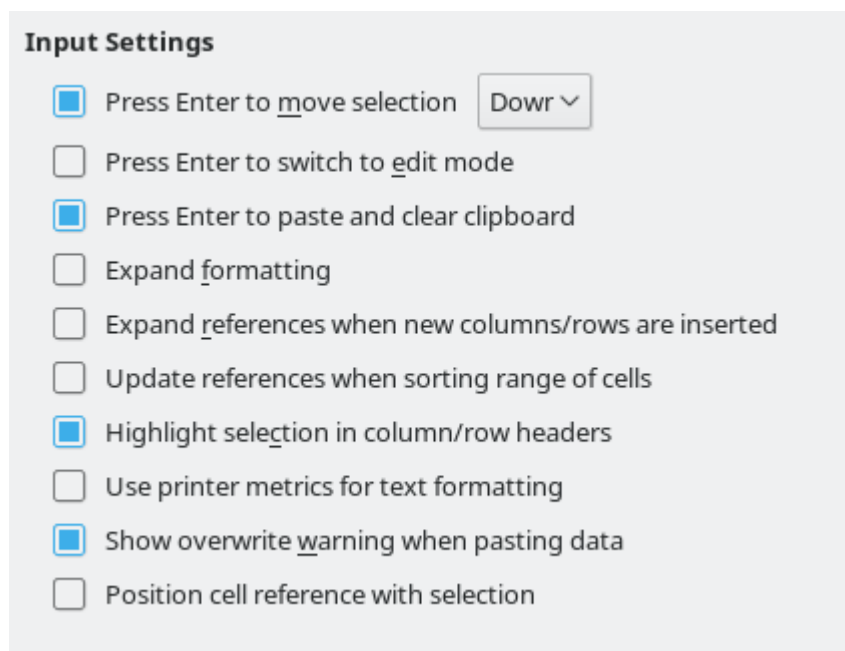 Input Settings
Press Enter to move selection Dowr
Press Enter to switch to edit mode
Press Enter to paste and clear clipboard
Expand formatting
Expand references when new columns/rows are inserted
Update references when sorting range of cells
Highlight selection in column/row headers
Use printer metrics for text formatting
Show overwrite warning when pasting data
Position cell reference with selection